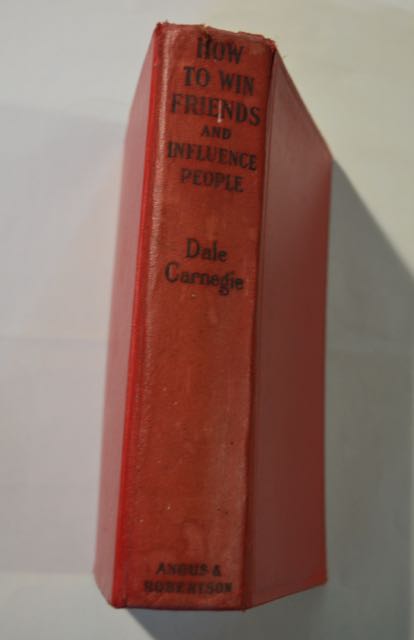 HOW
TO WIN
FRIENDS
AND
INFLUENCE
PEOPLE
Dale
Carnegie
ANGUS &
ROBERTSON